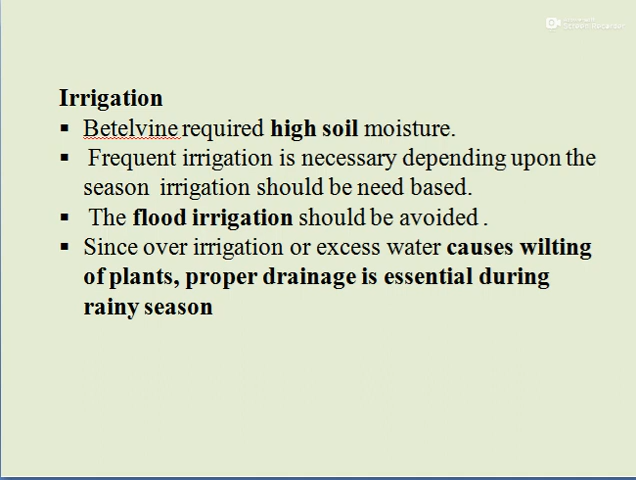 Irrigation
▪ Betelvine required high soil moisture.
▪ Frequent irrigation is necessary depending upon the
season irrigation should be need based.
▪ The flood irrigation should be avoided .
▪ Since over irrigation or excess water causes wilting
of plants, proper drainage is essential during
rainy season